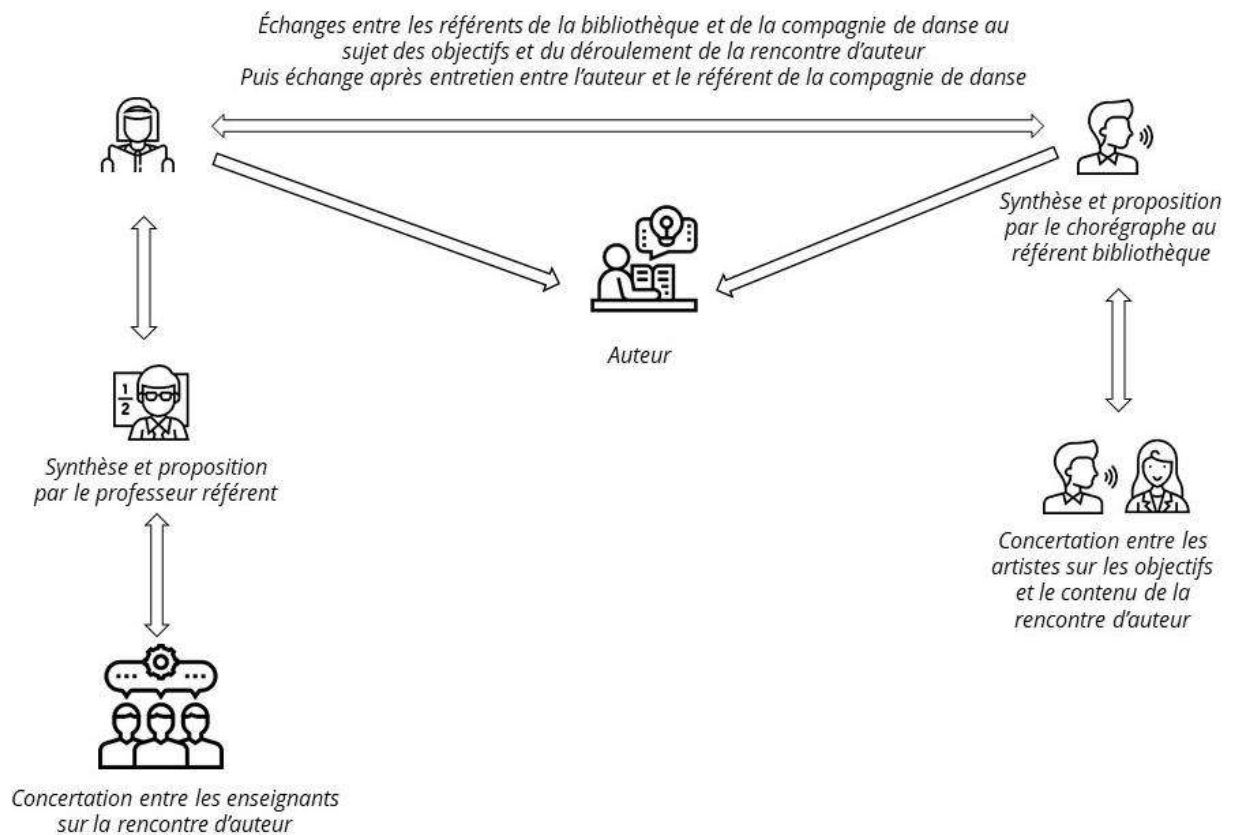 Échanges entre les référents de la bibliothèque et de la compagnie de danse au
sujet des objectifs et du déroulement de la rencontre d'auteur
Puis échange après entretien entre l'auteur et le référent de la compagnie de danse
Synthèse et proposition
par le chorégraphe au
référent bibliothèque
Auteur
1
2
Synthèse et proposition
par le professeur référent
Concertation entre les
artistes sur les objectifs
et le contenu de la
rencontre d'auteur
Concertation entre les enseignants
sur la rencontre d'auteur